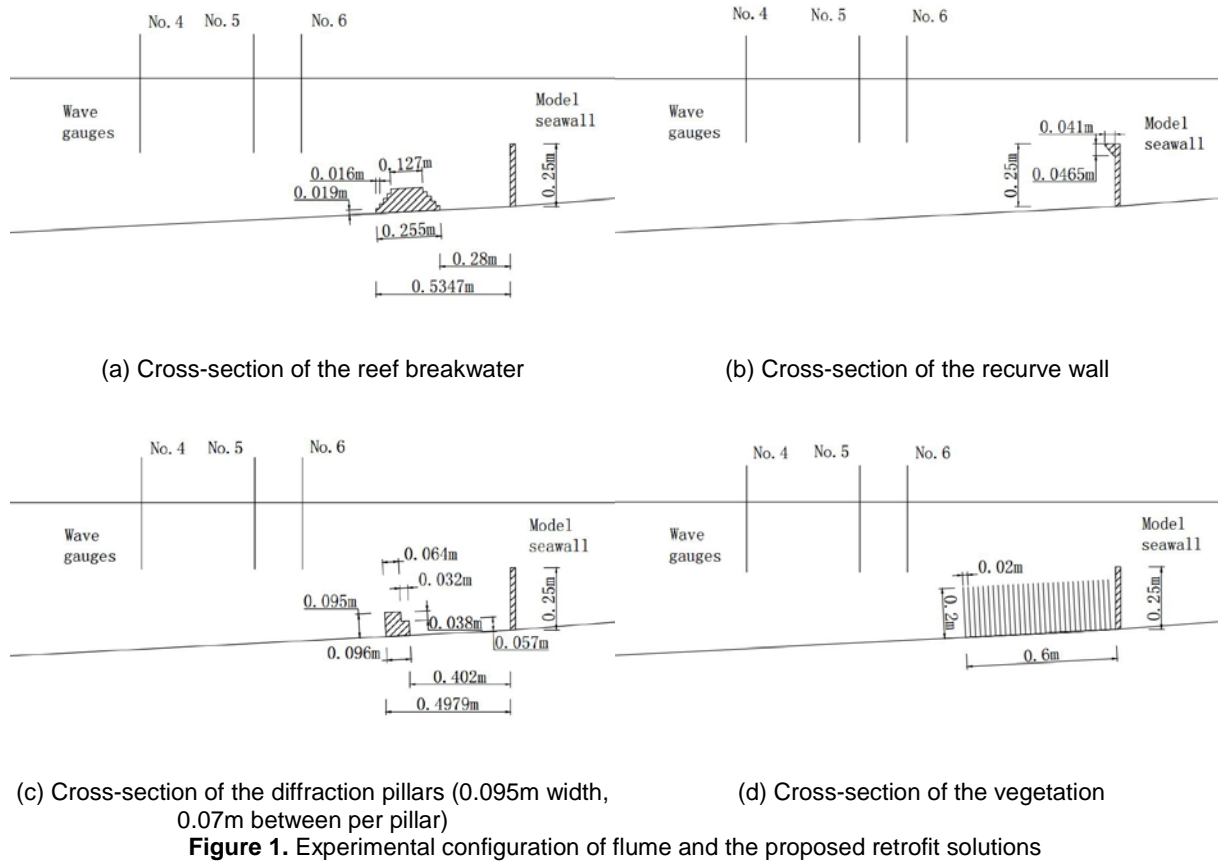 No. 4 No. 5 No. 6
Wave
gauges
Model
seawall
0.016m
0.127m
0.019m
0.25m
0.255m
0.28m
0.5347m
(a) Cross-section of the reef breakwater
No. 4 No. 5 No. 6
Wave
gauges
0.041m
Model
seawall
0.25m
0.0465m
(b) Cross-section of the recurve wall
No. 4 No. 5 No. 6
Wave
gauges
Model
seawall
0.064m
0.032m
0.095m
0.25m
0.038m
0.057m
0.096m
0.402m
0.4979m
(c) Cross-section of the diffraction pillars (0.095m width,
0.07m between per pillar)
No. 4 No. 5 No. 6
Wave
gauges
Model
seawall
0.02m
0.2m
0.25m
0.6m
(d) Cross-section of the vegetation
Figure 1. Experimental configuration of flume and the proposed retrofit solutions